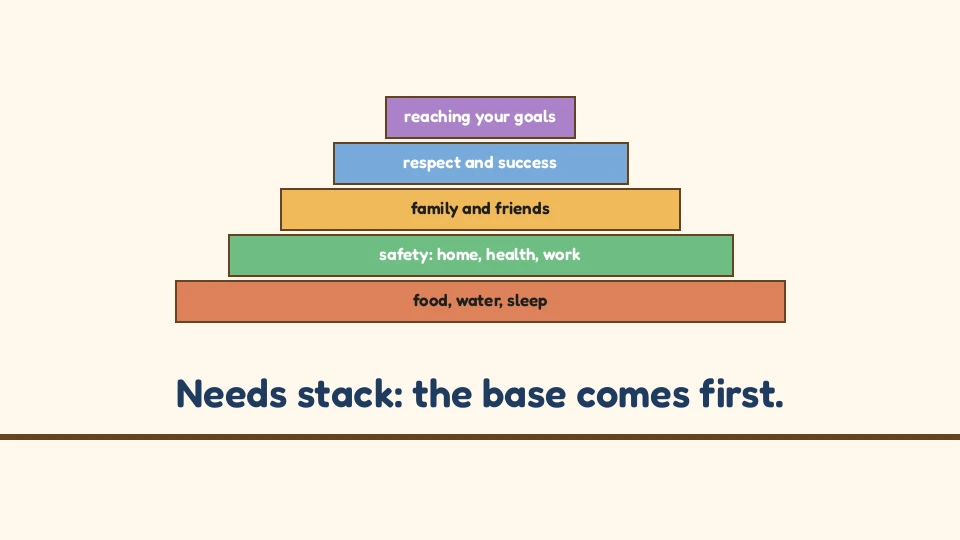 reaching your goals
respect and success
family and friends
safety: home, health, work
food, water, sleep
Needs stack: the base comes first.